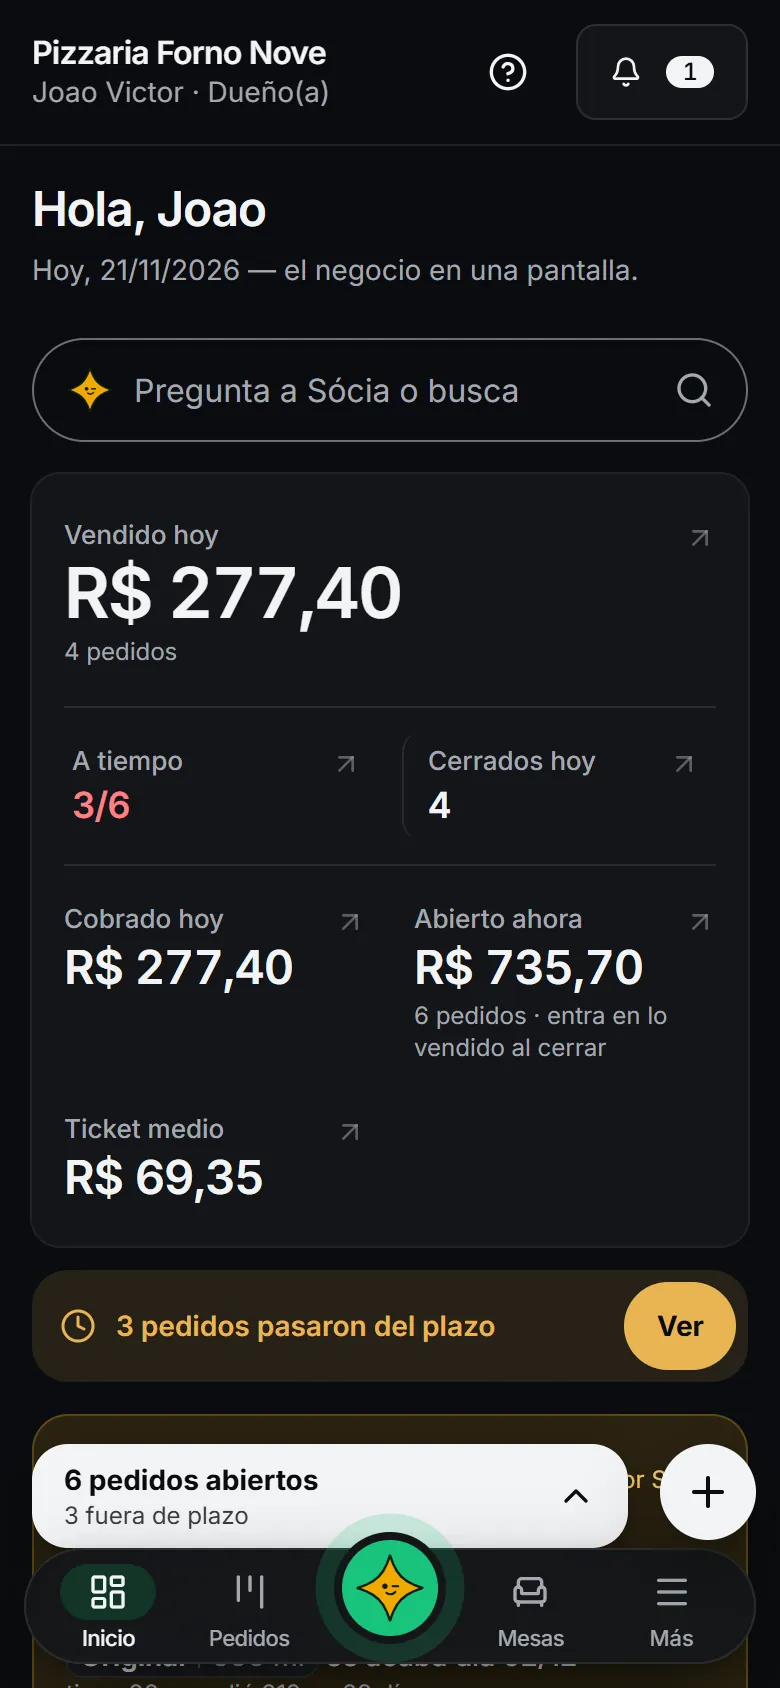 Pizzaria Forno Nove
Joao Victor · Dueño(a)
1
Hola, Joao
Hoy, 21/11/2026 — el negocio en una pantalla.
Pregunta a Sócia o busca
Vendido hoy
R$ 277,40
4 pedidos
A tiempo
3/6
Cerrados hoy
4
Cobrado hoy
R$ 277,40
Abierto ahora
R$ 735,70
6 pedidos · entra en lo
vendido al cerrar
Ticket medio
R$ 69,35
3 pedidos pasaron del plazo
Ver
6 pedidos abiertos
3 fuera de plazo
Inicio
Pedidos
Mesas
Más